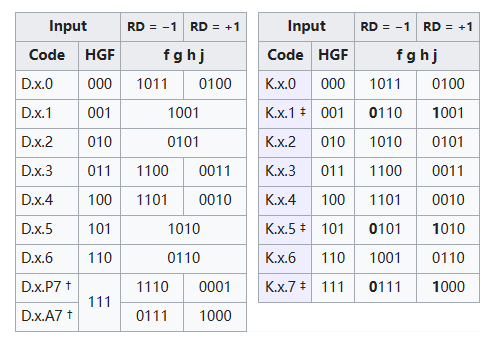 Input RD = −1 RD = +1
Code HGF f g h j
D.x.0 000 1011 0100
D.x.1 001 1001
D.x.2 010 0101
D.x.3 011 1100 0011
D.x.4 100 1101 0010
D.x.5 101 1010
D.x.6 110 0110
D.x.P7 † 111 1110 0001
D.x.A7 † 0111 1000
Input RD = −1 RD = +1
Code HGF f g h j
K.x.0 000 1011 0100
K.x.1 ‡ 001 0110 1001
K.x.2 010 1010 0101
K.x.3 011 1100 0011
K.x.4 100 1101 0010
K.x.5 ‡ 101 0101 1010
K.x.6 110 1001 0110
K.x.7 ‡ 111 0111 1000